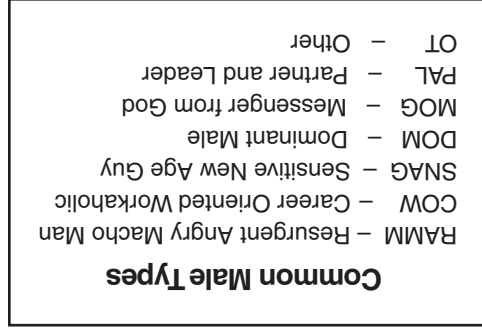 Common Male Types
RAMM – Resurgent Angry Macho Man
COW – Career Oriented Workaholic
SNAG – Sensitive New Age Guy
DOM – Dominant Male
MOG – Messenger from God
PAL – Partner and Leader
OT – Other